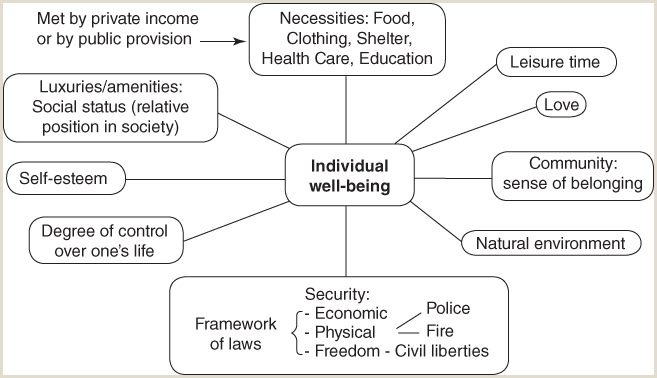 Met by private income
or by public provision
Necessities: Food,
Clothing, Shelter,
Health Care, Education
Leisure time
Luxuries/amenities:
Social status (relative
position in society)
Love
Individual
well-being
Community:
sense of belonging
Self-esteem
Degree of control
over one's life
Natural environment
Security:
Framework
of laws
- Economic
- Physical
- Freedom - Civil liberties
Police
Fire